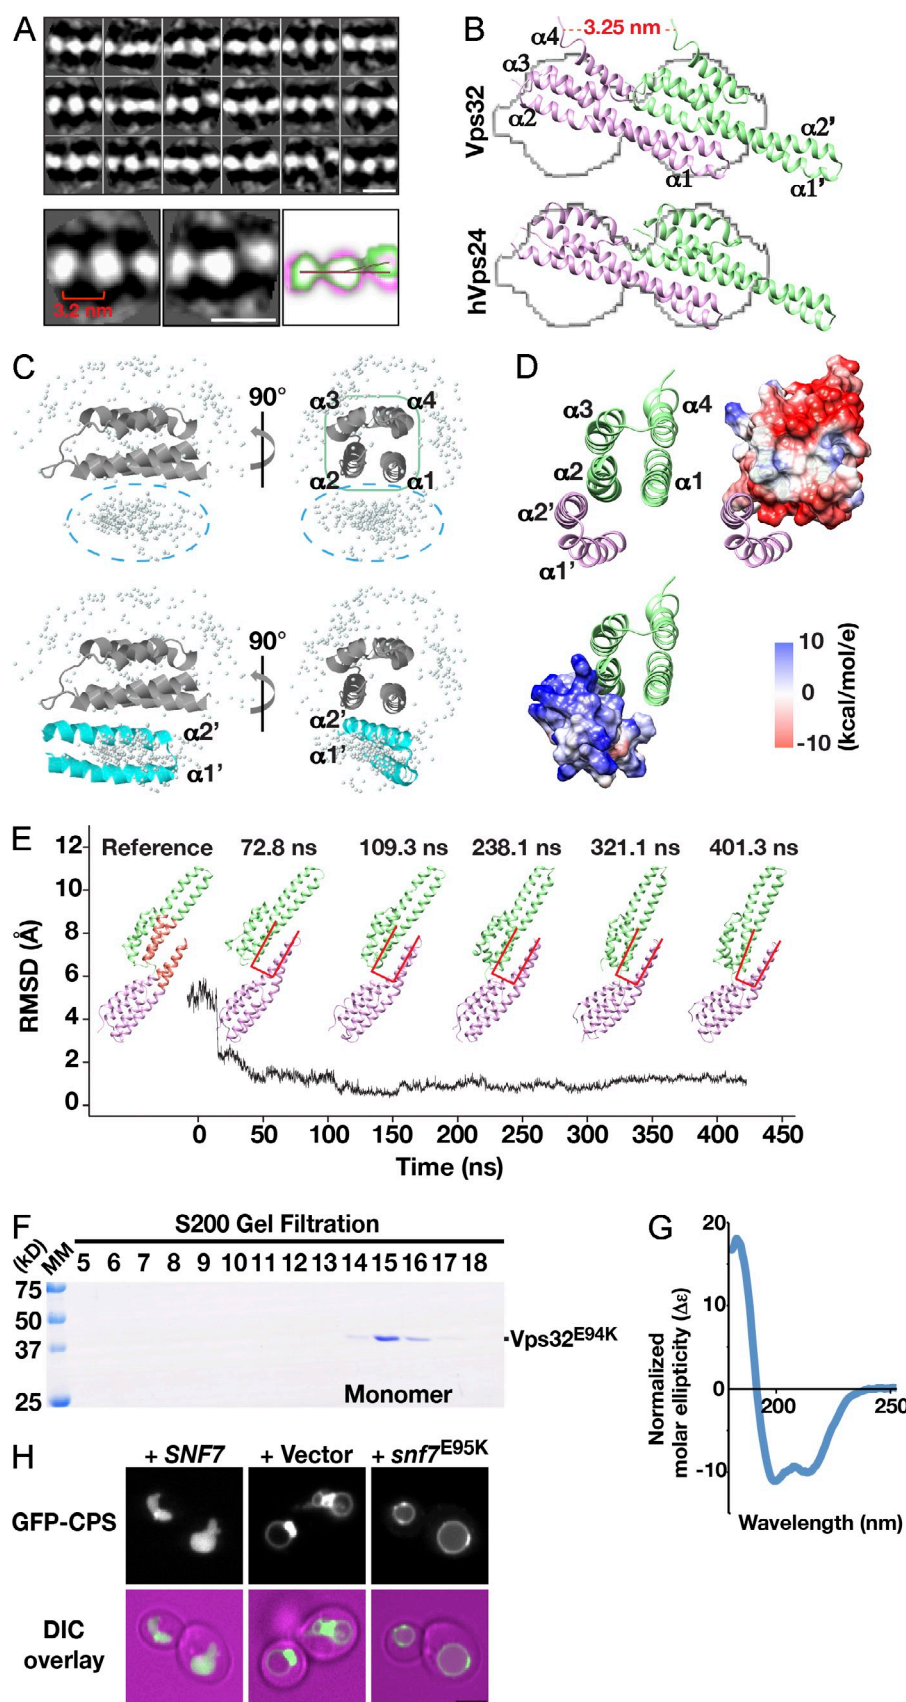 A
3.2 nm
B
3.25 nm
α4
α3
Vps32
α2
α2'
α1
α1'
hVps24
C
90°
α3
α4
α2
α1
90°
α2'
α1'
α2'
α1'
D
α3
α4
α2
α1
α2'
α1'
10
0
-10
(kcal/mol/e)
E
12
10
8
6
4
2
0
RMSD (Å)
Reference
72.8 ns
109.3 ns
238.1 ns
321.1 ns
401.3 ns
0
50
100
150
200
250
300
350
400
450
Time (ns)
F
S200 Gel Filtration
(kD)
MM
5 6 7 8 9 10 11 12 13 14 15 16 17 18
75
50
37
25
Vps32E94K
Monomer
G
20
10
0
-10
Normalized
molar ellipticity (Δε)
200
250
Wavelength (nm)
H
+ SNF7
+ Vector
+ snf7E95K
GFP-CPS
DIC
overlay